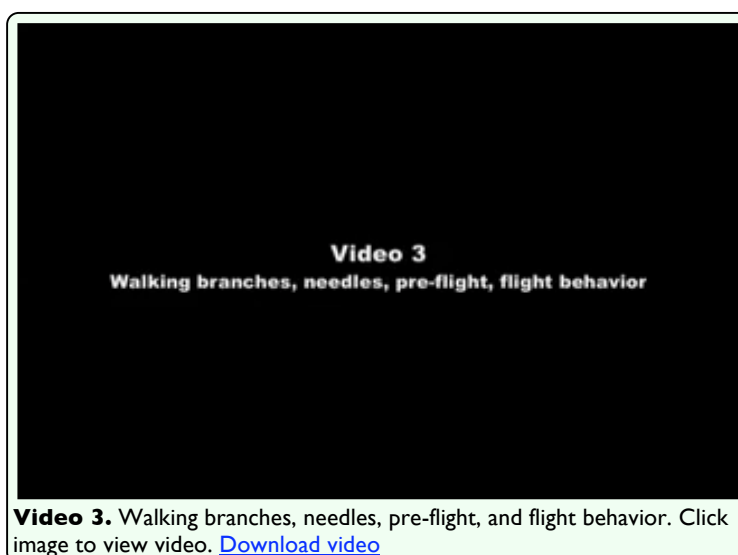 Video 3
Walking branches, needles, pre-flight, flight behavior
Video 3. Walking branches, needles, pre-flight, and flight behavior. Click
image to view video. Download video